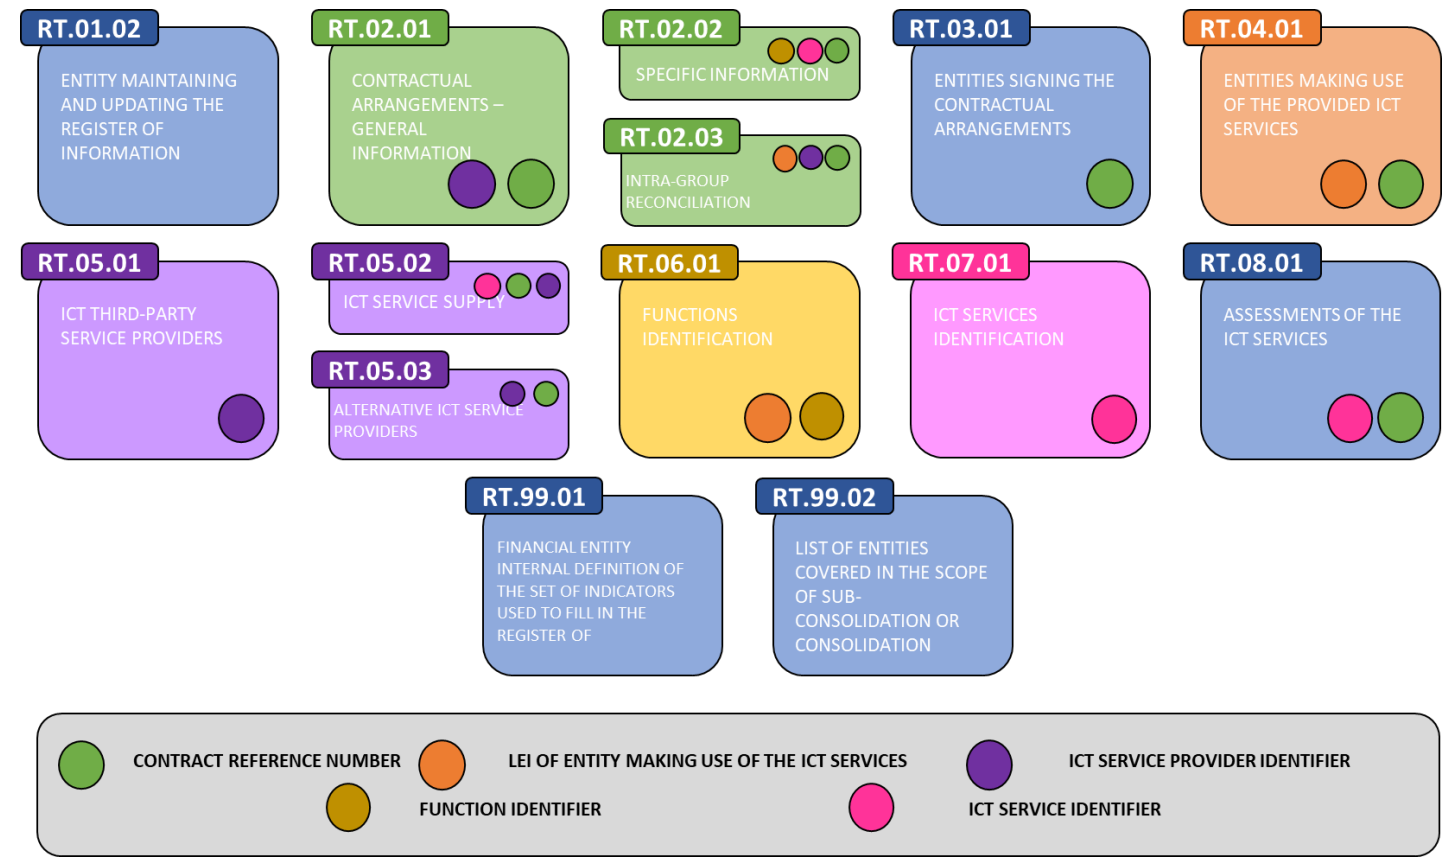 RT.01.02
ENTITY MAINTAINING
AND UPDATING THE
REGISTER OF
INFORMATION
RT.02.01
CONTRACTUAL
ARRANGEMENTS –
GENERAL
INFORMATION
RT.02.02
SPECIFIC INFORMATION
RT.02.03
INTRA-GROUP
RECONCILIATION
RT.03.01
ENTITIES SIGNING THE
CONTRACTUAL
ARRANGEMENTS
RT.04.01
ENTITIES MAKING USE
OF THE PROVIDED ICT
SERVICES
RT.05.01
ICT THIRD-PARTY
SERVICE PROVIDERS
RT.05.02
ICT SERVICE SUPPLY
RT.05.03
ALTERNATIVE ICT SERVICE
PROVIDERS
RT.06.01
FUNCTIONS
IDENTIFICATION
RT.07.01
ICT SERVICES
IDENTIFICATION
RT.08.01
ASSESSMENTS OF THE
ICT SERVICES
RT.99.01
FINANCIAL ENTITY
INTERNAL DEFINITION OF
THE SET OF INDICATORS
USED TO FILL IN THE
REGISTER OF
RT.99.02
LIST OF ENTITIES
COVERED IN THE SCOPE
OF SUB-
CONSOLIDATION OR
CONSOLIDATION
CONTRACT REFERENCE NUMBER
LEI OF ENTITY MAKING USE OF THE ICT SERVICES
ICT SERVICE PROVIDER IDENTIFIER
FUNCTION IDENTIFIER
ICT SERVICE IDENTIFIER